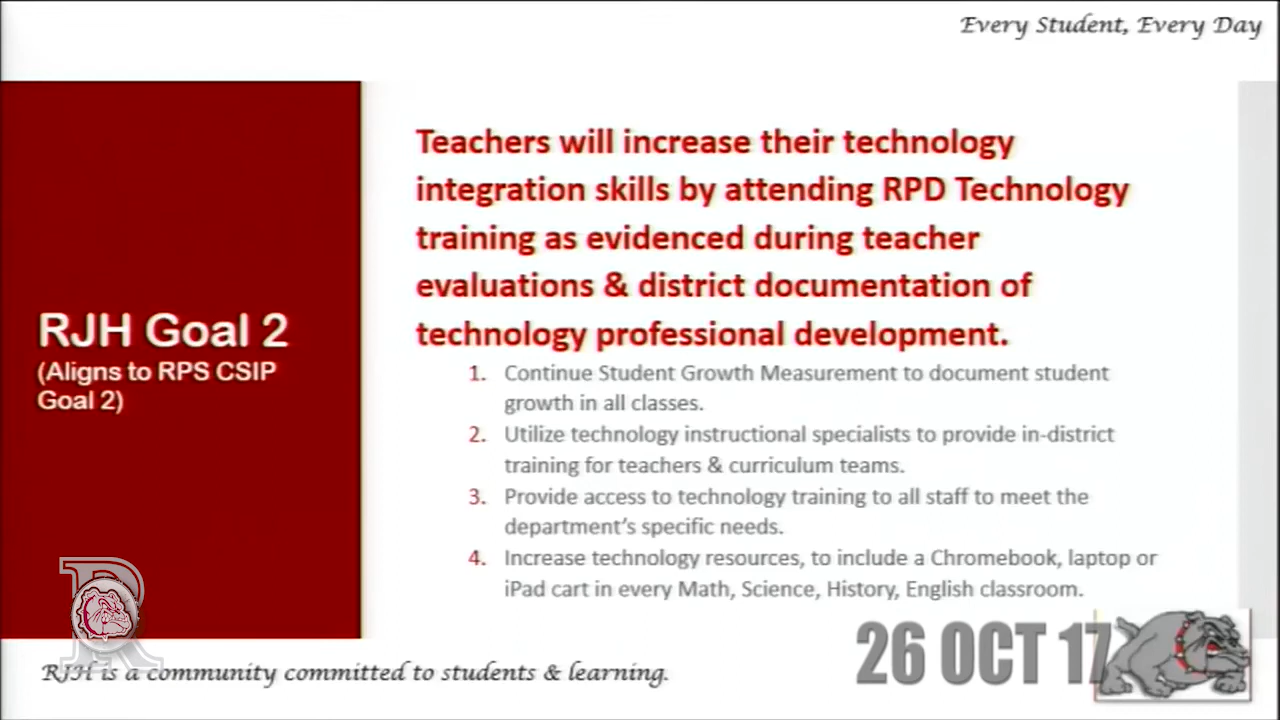 Every Student, Every Day
Teachers will increase their technology
integration skills by attending RPD Technology
training as evidenced during teacher
evaluations & district documentation of
technology professional development.
RJH Goal 2
(Aligns to RPS CSIP
Goal 2)
1. Continue Student Growth Measurement to document student
growth in all classes.
2. Utilize technology instructional specialists to provide in-district
training for teachers & curriculum teams.
3. Provide access to technology training to all staff to meet the
department's specific needs.
4. Increase technology resources, to include a Chromebook, laptop or
iPad cart in every Math, Science, History, English classroom.
R
26 OCT 17
RJH is a community committed to students & learning.